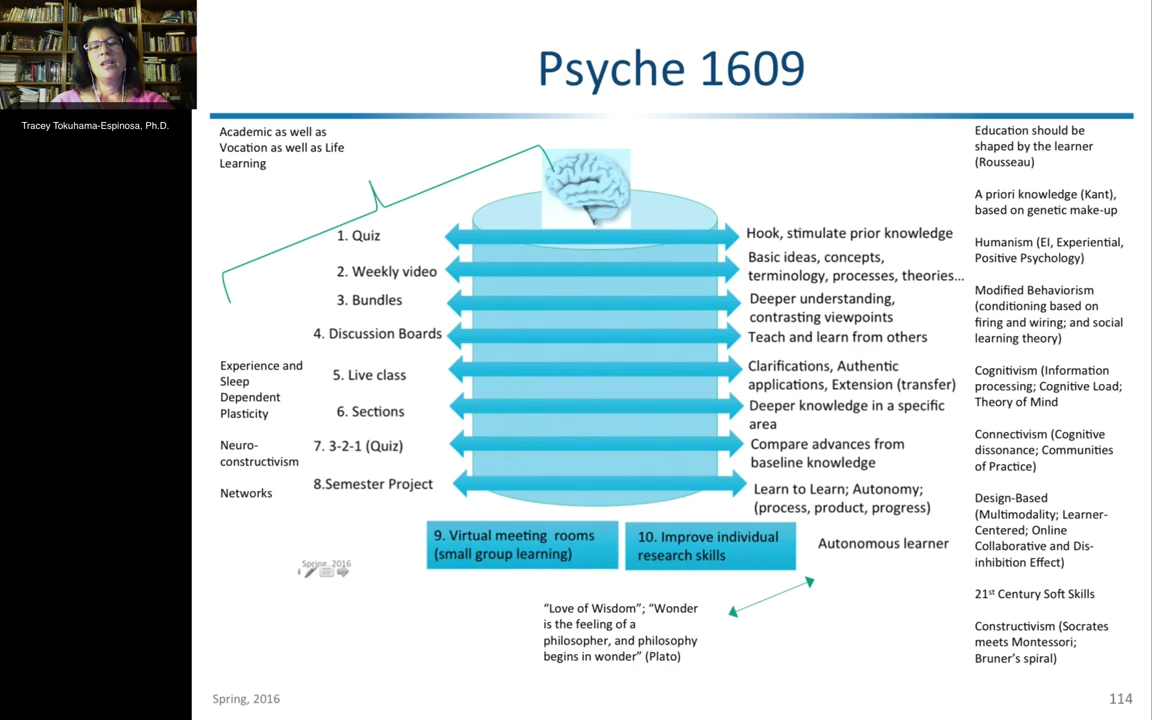 Psyche 1609
Tracey Tokuhama-Espinosa, Ph.D.
Academic as well as
Vocation as well as Life
Learning
1. Quiz
2. Weekly video
3. Bundles
4. Discussion Boards
5. Live class
6. Sections
7. 3-2-1 (Quiz)
8.Semester Project
Experience and
Sleep
Dependent
Plasticity
Neuro-
constructivism
Networks
Hook, stimulate prior knowledge
Basic ideas, concepts,
terminology, processes, theories...
Deeper understanding,
contrasting viewpoints
Teach and learn from others
Clarifications, Authentic
applications, Extension (transfer)
Deeper knowledge in a specific
area
Compare advances from
baseline knowledge
Learn to Learn; Autonomy;
(process, product, progress)
9. Virtual meeting rooms
(small group learning)
10. Improve individual
research skills
Autonomous learner
Spring, 2016
“Love of Wisdom”; “Wonder
is the feeling of a
philosopher, and philosophy
begins in wonder” (Plato)
Education should be
shaped by the learner
(Rousseau)
A priori knowledge (Kant),
based on genetic make-up
Humanism (EI, Experiential,
Positive Psychology)
Modified Behaviorism
(conditioning based on
firing and wiring; and social
learning theory)
Cognitivism (Information
processing; Cognitive Load;
Theory of Mind
Connectivism (Cognitive
dissonance; Communities
of Practice)
Design-Based
(Multimodality; Learner-
Centered; Online
Collaborative and Dis-
inhibition Effect)
21st Century Soft Skills
Constructivism (Socrates
meets Montessori;
Bruner’s spiral)
Spring, 2016
114